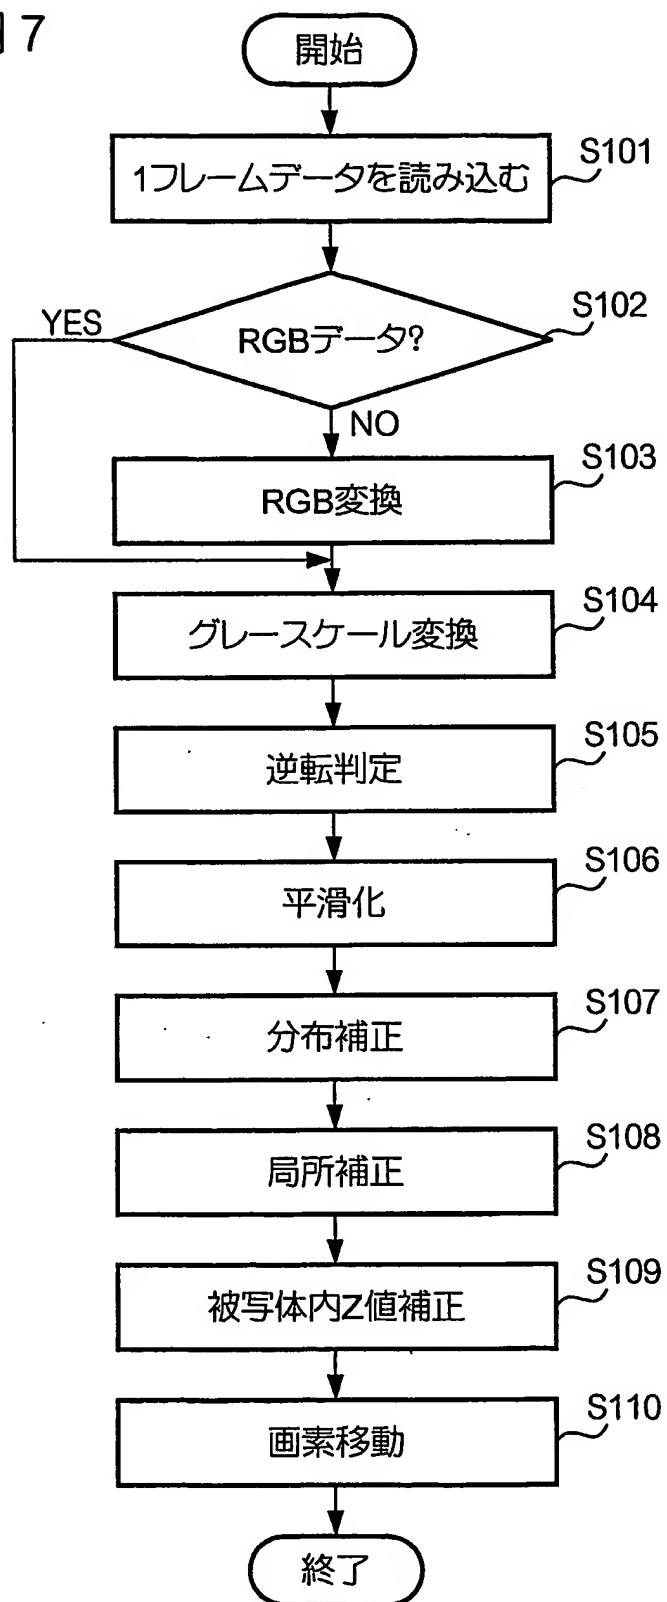 図7
開始
1フレームデータを読み込む
S101
RGBデータ?
S102
YES
NO
RGB変換
S103
グレースケール変換
S104
逆転判定
S105
平滑化
S106
分布補正
S107
局所補正
S108
被写体内Z値補正
S109
画素移動
S110
終了